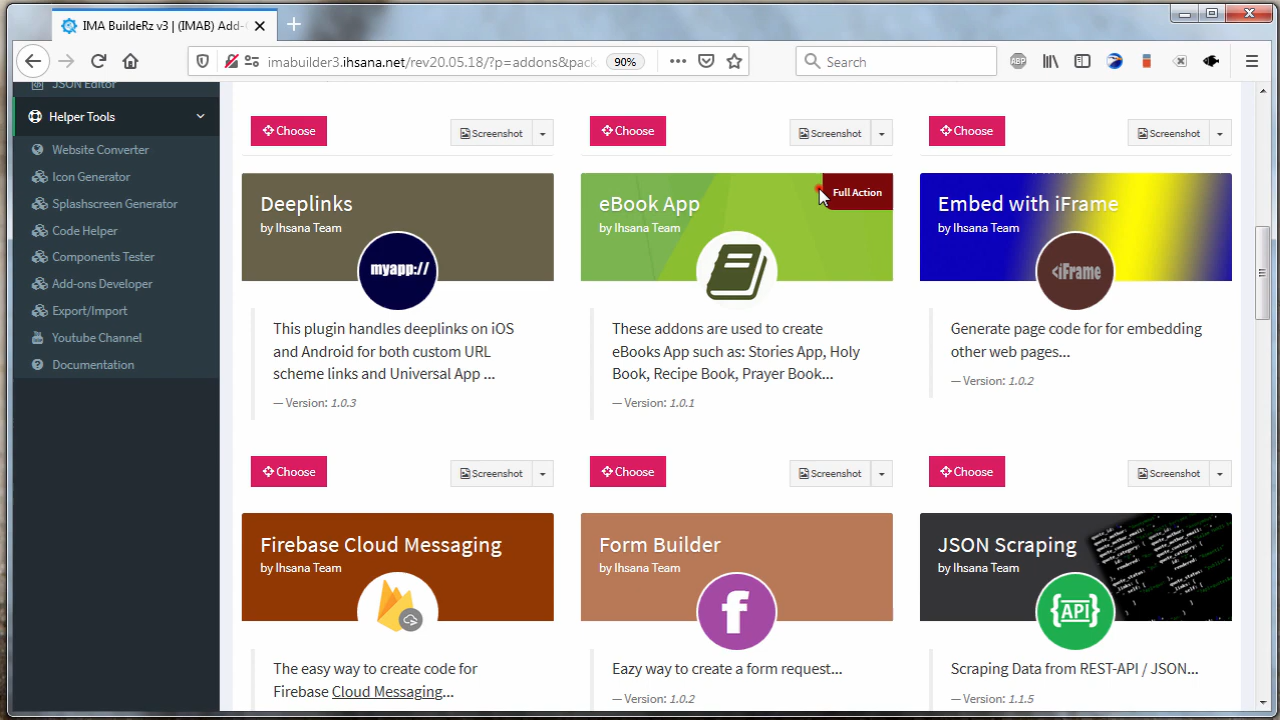 IMA BuildeRz v3 | (IMAB) Add-
imabuilder3.ihsana.net/rev20.05.18/?p=addons&pack
90%
Search
ABP
JSON Editor
Helper Tools
Website Converter
Icon Generator
Splashscreen Generator
Code Helper
Components Tester
Add-ons Developer
Export/Import
Youtube Channel
Documentation
Choose
Screenshot
Choose
Screenshot
Choose
Screenshot
Deeplinks
by Ihsana Team
myapp://
This plugin handles deeplinks on iOS
and Android for both custom URL
scheme links and Universal App ...
— Version: 1.0.3
Choose
Screenshot
eBook App
by Ihsana Team
Full Action
These addons are used to create
eBooks App such as: Stories App, Holy
Book, Recipe Book, Prayer Book...
— Version: 1.0.1
Choose
Screenshot
Embed with iFrame
by Ihsana Team
<iFrame
Generate page code for for embedding
other web pages...
— Version: 1.0.2
Choose
Screenshot
Firebase Cloud Messaging
by Ihsana Team
The easy way to create code for
Firebase Cloud Messaging...
Form Builder
by Ihsana Team
f
Eazy way to create a form request...
— Version: 1.0.2
JSON Scraping
by Ihsana Team
{API}
Scraping Data from REST-API / JSON...
— Version: 1.1.5